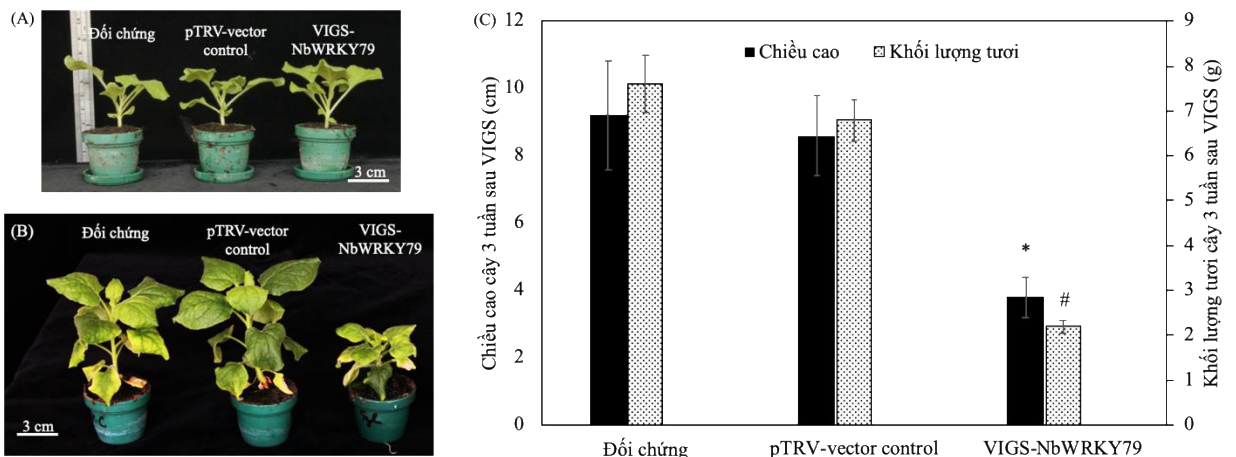 (A)
Đối chứng
pTRV-vector
control
VIGS-
NbWRKY79
3 cm
(B)
Đối chứng
pTRV-vector
control
VIGS-
NbWRKY79
3 cm
(C)
Chiều cao cây 3 tuần sau VIGS (cm)
12
10
8
6
4
2
0
Chiều cao
Khối lượng tươi
*
#
Đối chứng
pTRV-vector control
VIGS-NbWRKY79
9
8
7
6
5
4
3
2
1
0
Khối lượng tươi cây 3 tuần sau VIGS (g)